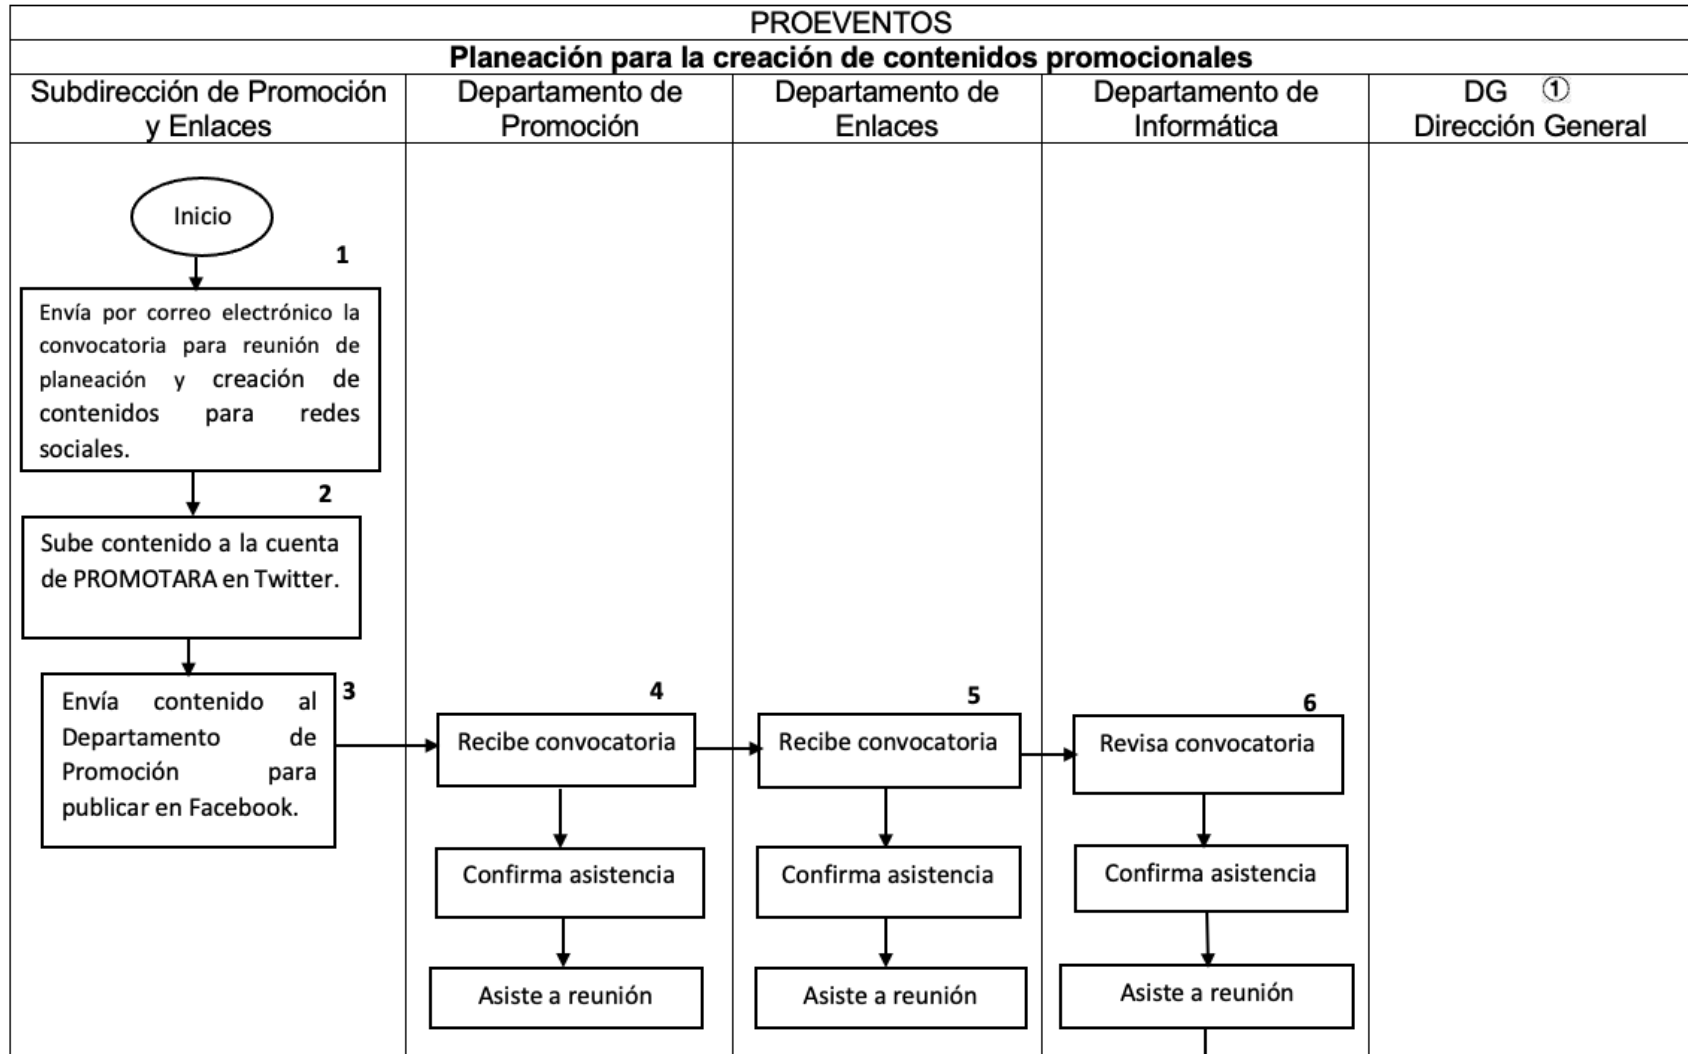 PROEVENTOS
Planeación para la creación de contenidos promocionales
Subdirección de Promoción
y Enlaces
Departamento de
Promoción
Departamento de
Enlaces
Departamento de
Informática
DG ①
Dirección General
Inicio
1
Envía por correo electrónico la
convocatoria para reunión de
planeación y creación de
contenidos para redes
sociales.
2
Sube contenido a la cuenta
de PROMOTARA en Twitter.
3
Envía contenido al
Departamento de
Promoción para
publicar en Facebook.
4
Recibe convocatoria
Confirma asistencia
Asiste a reunión
5
Recibe convocatoria
Confirma asistencia
Asiste a reunión
6
Revisa convocatoria
Confirma asistencia
Asiste a reunión